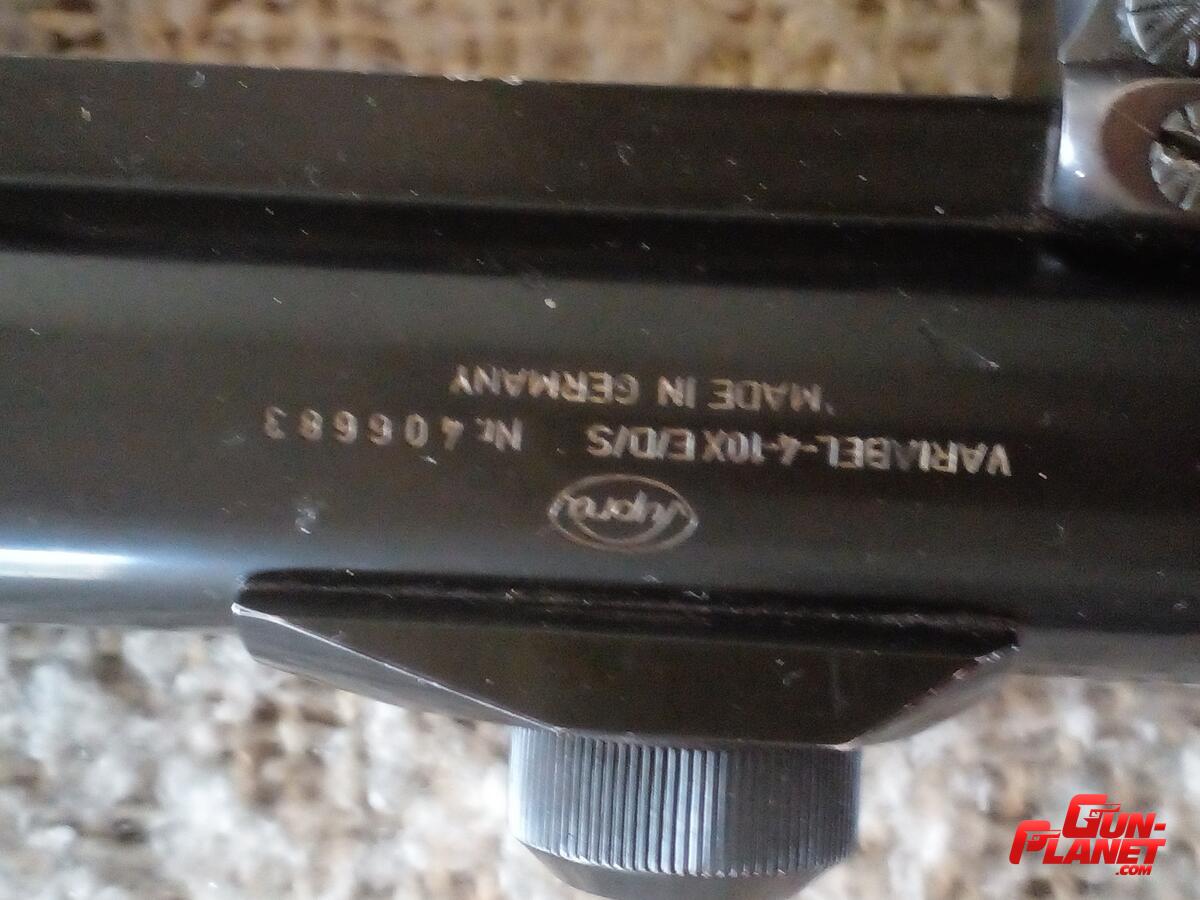 VARIABEL-4-10X E/D/S Nr. 406683
MADE IN GERMANY
GUN-
PLANET
.COM